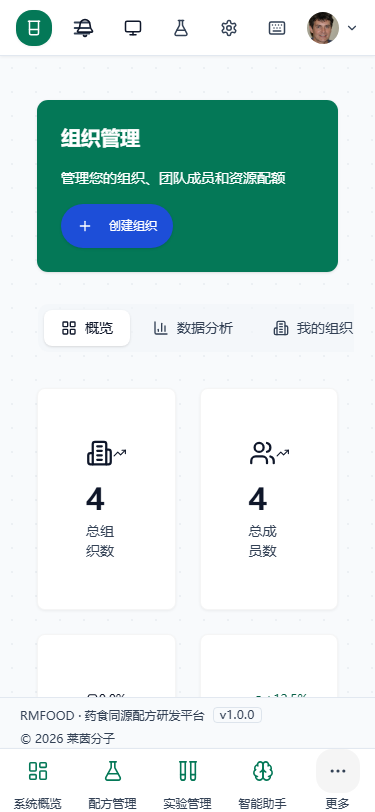 组织管理
管理您的组织、团队成员和资源配额
创建组织
概览
数据分析
我的组织
4
总组
织数
4
总成
员数
RMFOOD · 药食同源配方研发平台 v1.0.0
© 2026 莱茵分子
系统概览
配方管理
实验管理
智能助手
更多